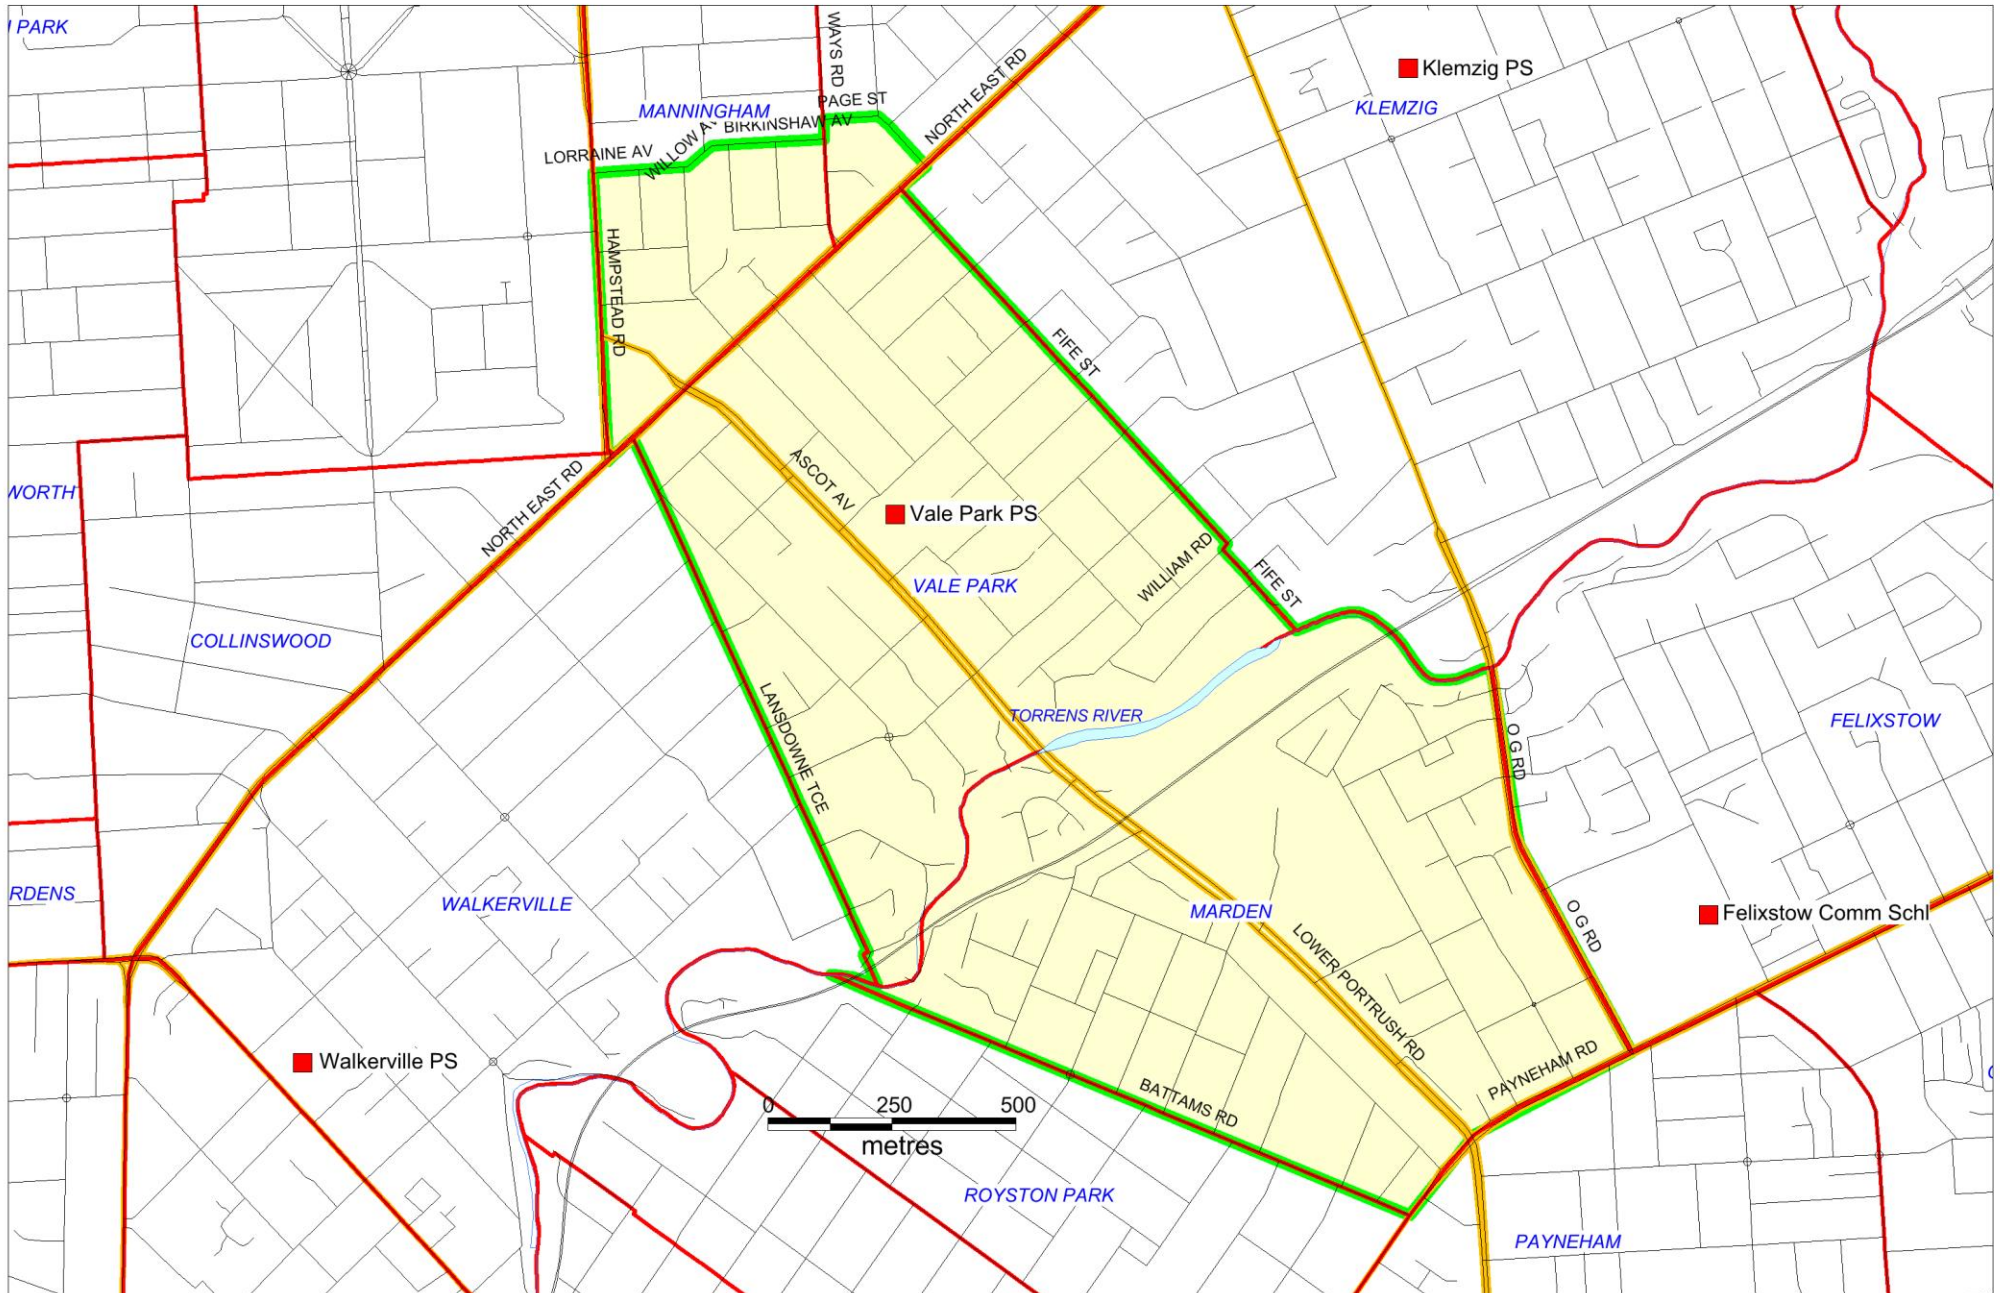 PARK
WAYS RD
Klemzig PS
NORTH EAST RD
MANNINGHAM
PAGE ST
KLEMZIG
BIRKINSHAW AV
LORRAINE AV
WILLOW AV
HAMPSTEAD RD
FIFE ST
ASCOT AV
NORTH EAST RD
WORTH
Vale Park PS
WILLIAM RD
FIFE ST
VALE PARK
COLLINSWOOD
LANSDOWNE TCE
TORRENS RIVER
O G RD
FELIXSTOW
RDENS
WALKERVILLE
MARDEN
O G RD
Felixstow Comm Schl
LOWER PORTRUSH RD
Walkerville PS
PAYNEHAM RD
BATTAMS RD
0 250 500
metres
ROYSTON PARK
PAYNEHAM